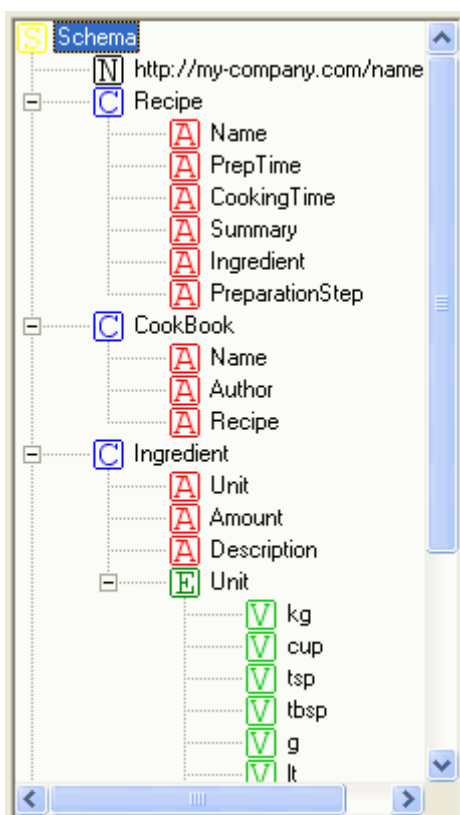 S Schema
N http://my-company.com/name
C Recipe
A Name
A PrepTime
A CookingTime
A Summary
A Ingredient
A PreparationStep
C CookBook
A Name
A Author
A Recipe
C Ingredient
A Unit
A Amount
A Description
E Unit
V kg
V cup
V tsp
V tbsp
V g
V lt